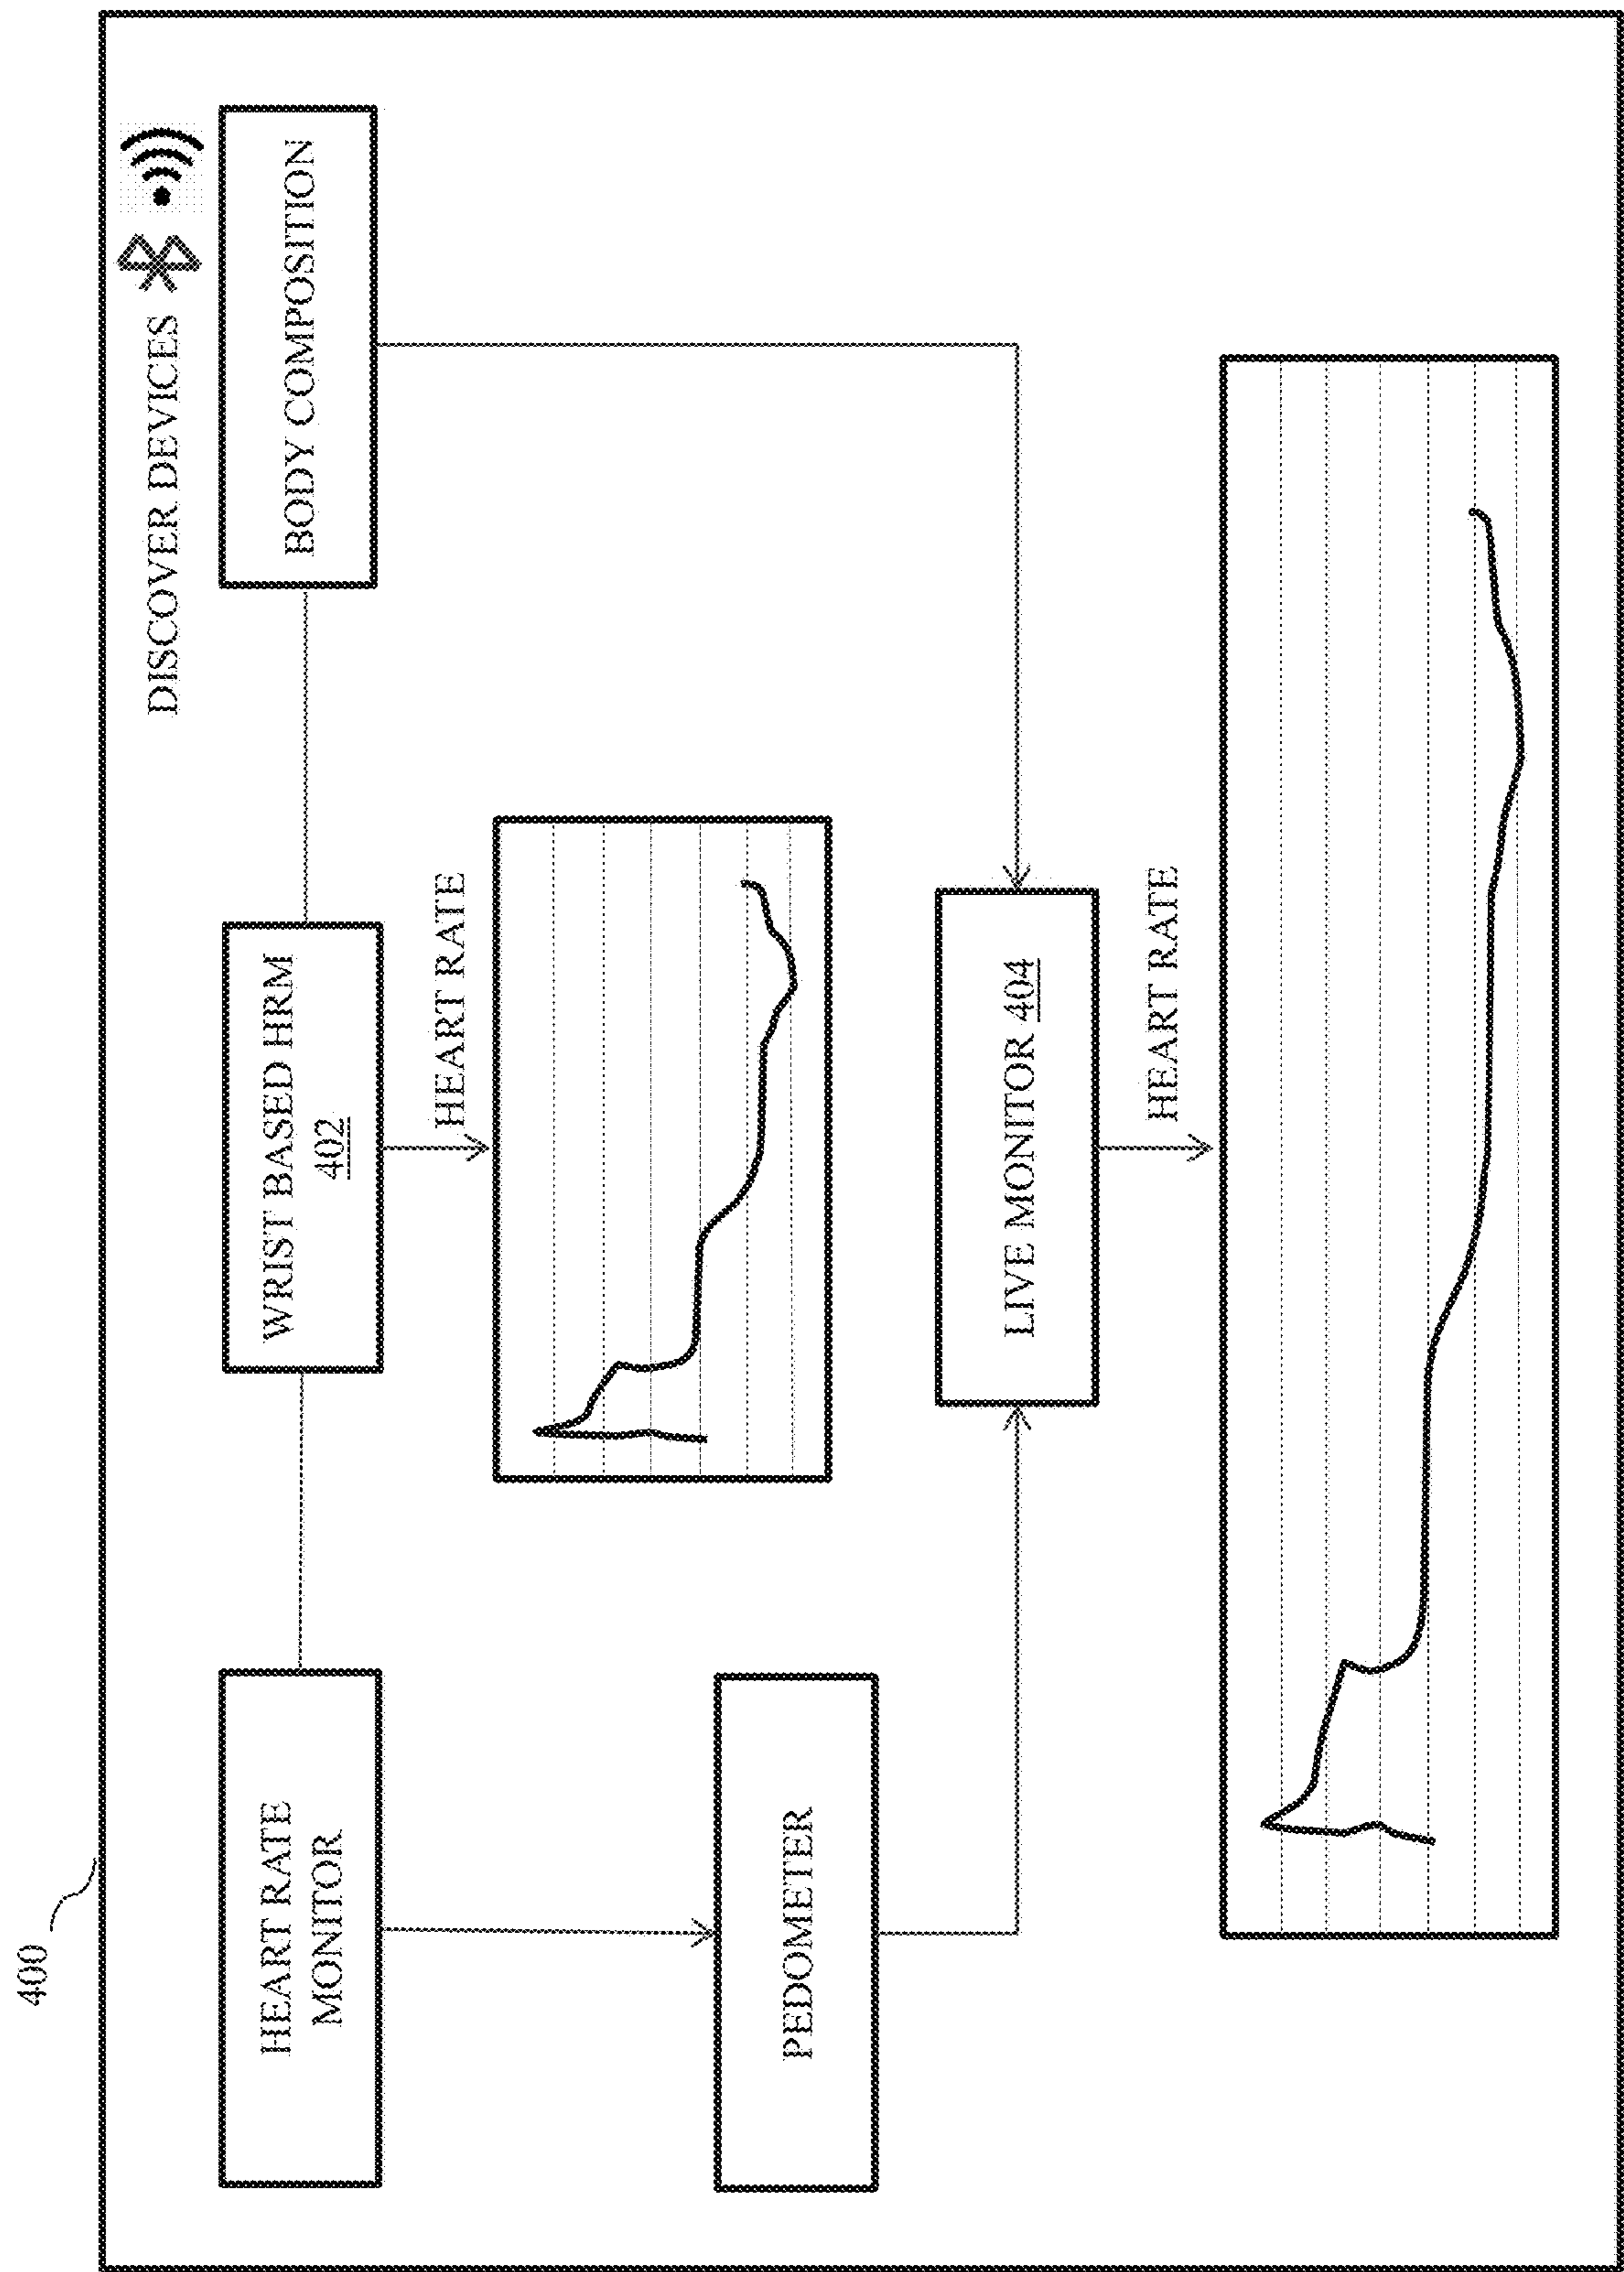 400
DISCOVER DEVICES
HEART RATE
MONITOR
WRIST BASED HRM
402
BODY COMPOSITION
HEART RATE
PEDOMETER
LIVE MONITOR 404
HEART RATE